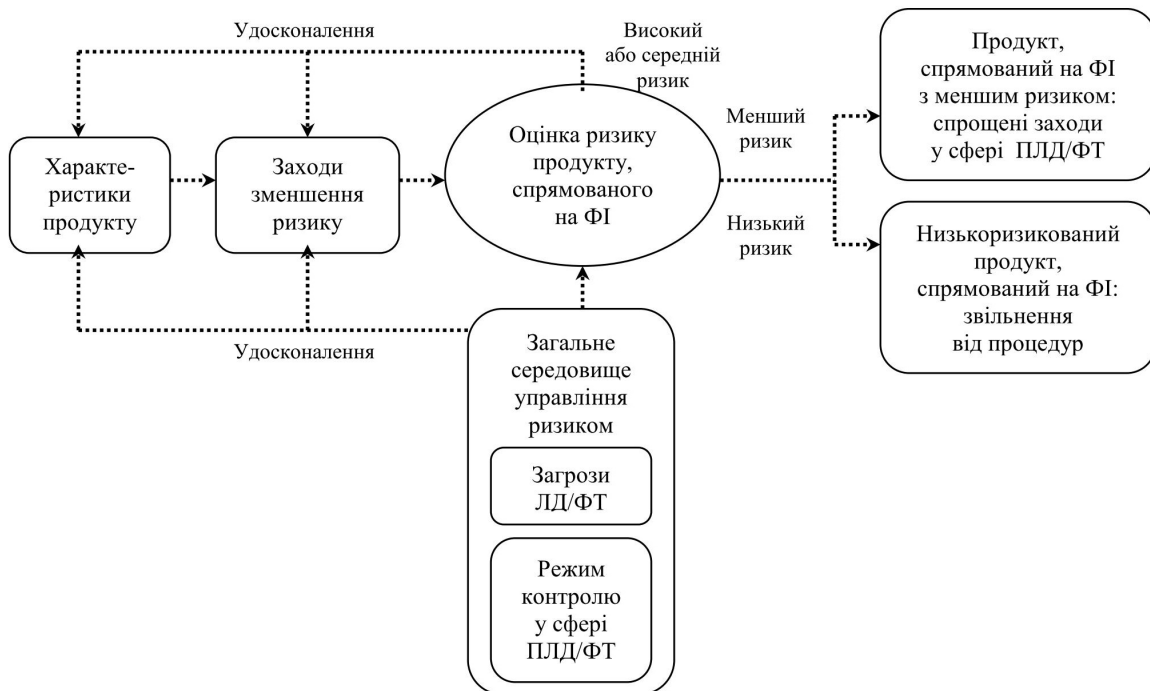 Удосконалення
Високий
або середній
ризик
Характе-
ристики
продукту
Заходи
зменшення
ризику
Оцінка ризику
продукту,
спрямованого
на ФІ
Менший
ризик
Низький
ризик
Продукт,
спрямований на ФІ
з меншим ризиком:
спрощені заходи
у сфері ПЛД/ФТ
Низькоризикований
продукт,
спрямований на ФІ:
звільнення
від процедур
Удосконалення
Загальне
середовище
управління
ризиком
Загрози
ЛД/ФТ
Режим
контролю
у сфері
ПЛД/ФТ